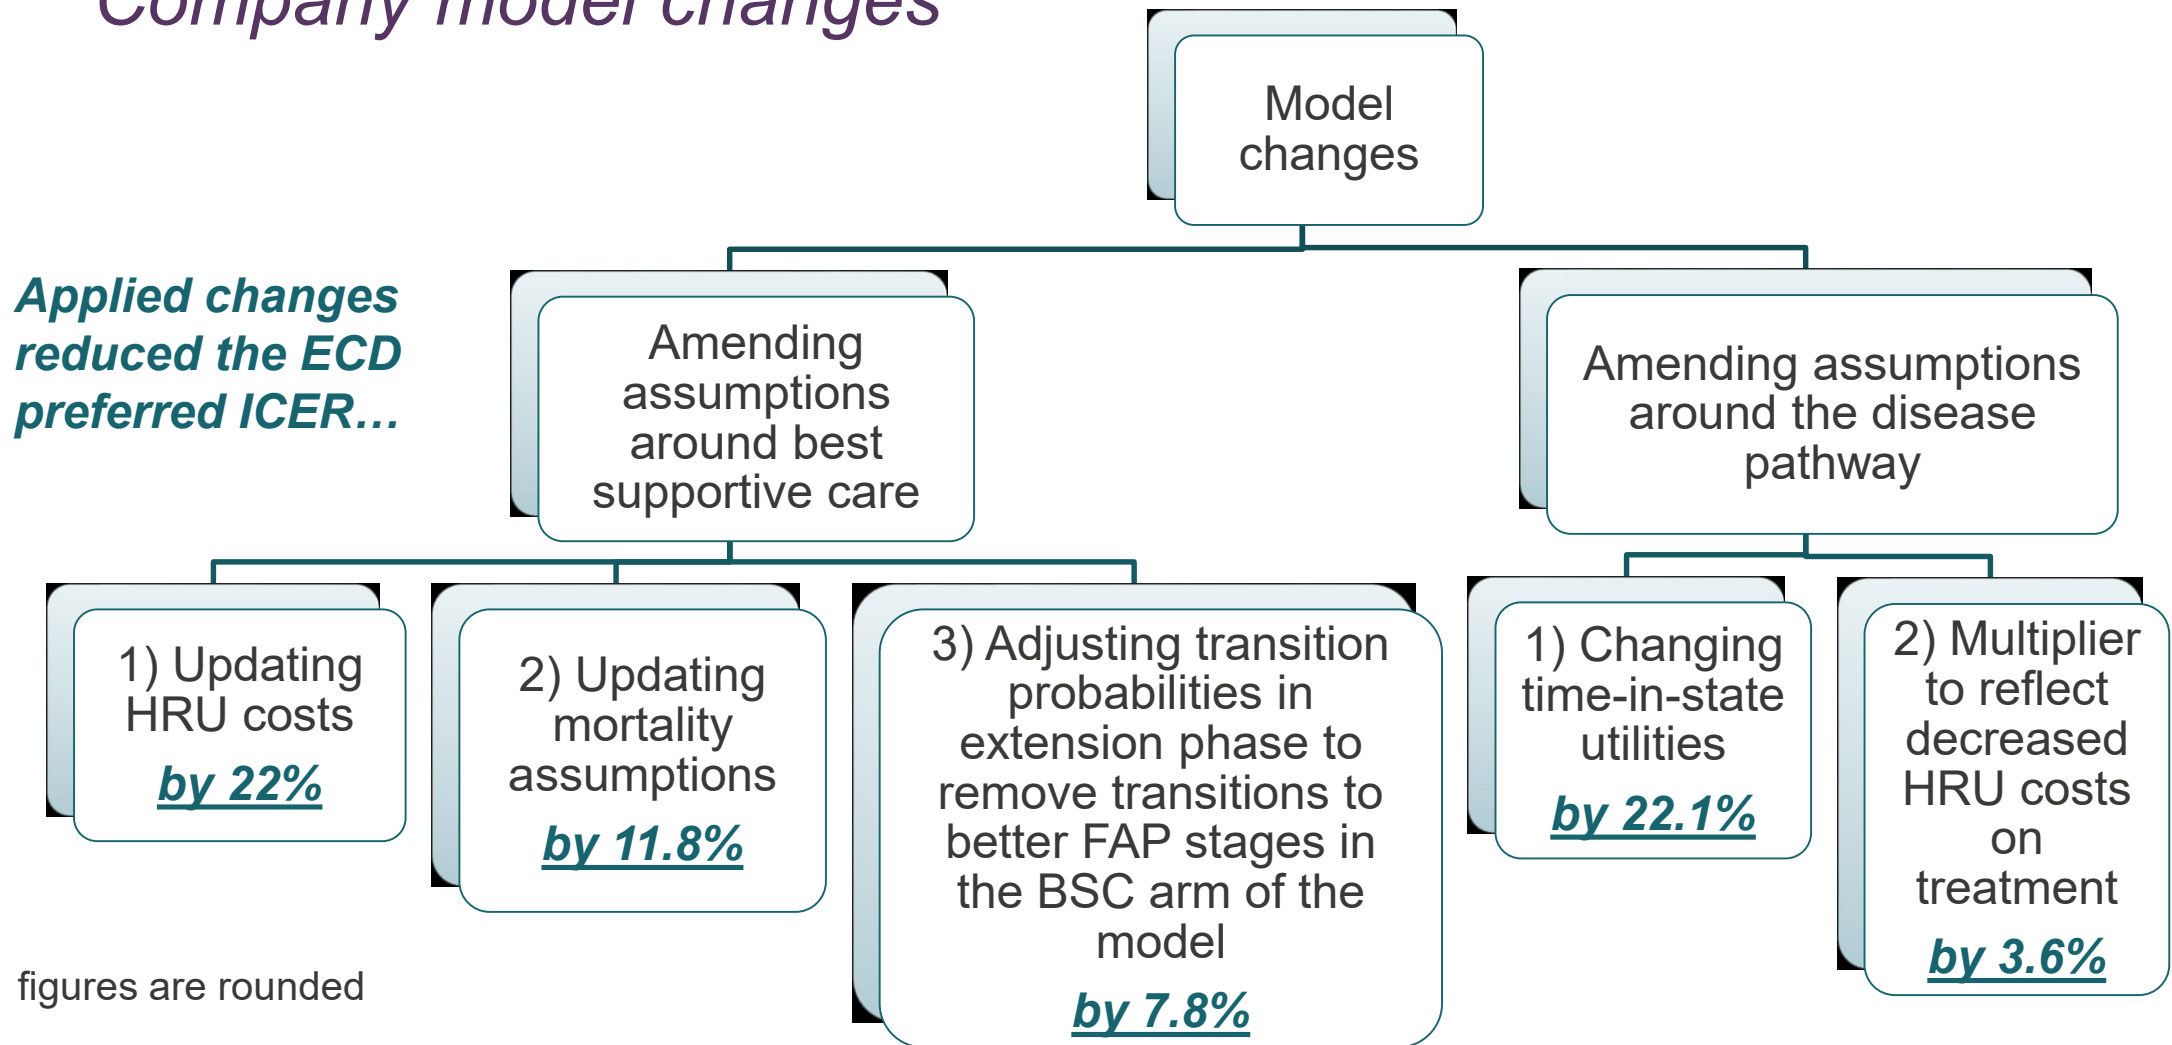 Company model changes
Model
changes
Applied changes
reduced the ECD
preferred ICER…
Amending
assumptions
around best
supportive care
Amending assumptions
around the disease
pathway
1) Updating
HRU costs
by 22%
2) Updating
mortality
assumptions
by 11.8%
3) Adjusting transition
probabilities in
extension phase to
remove transitions to
better FAP stages in
the BSC arm of the
model
by 7.8%
1) Changing
time-in-state
utilities
by 22.1%
2) Multiplier
to reflect
decreased
HRU costs
on
treatment
by 3.6%
figures are rounded